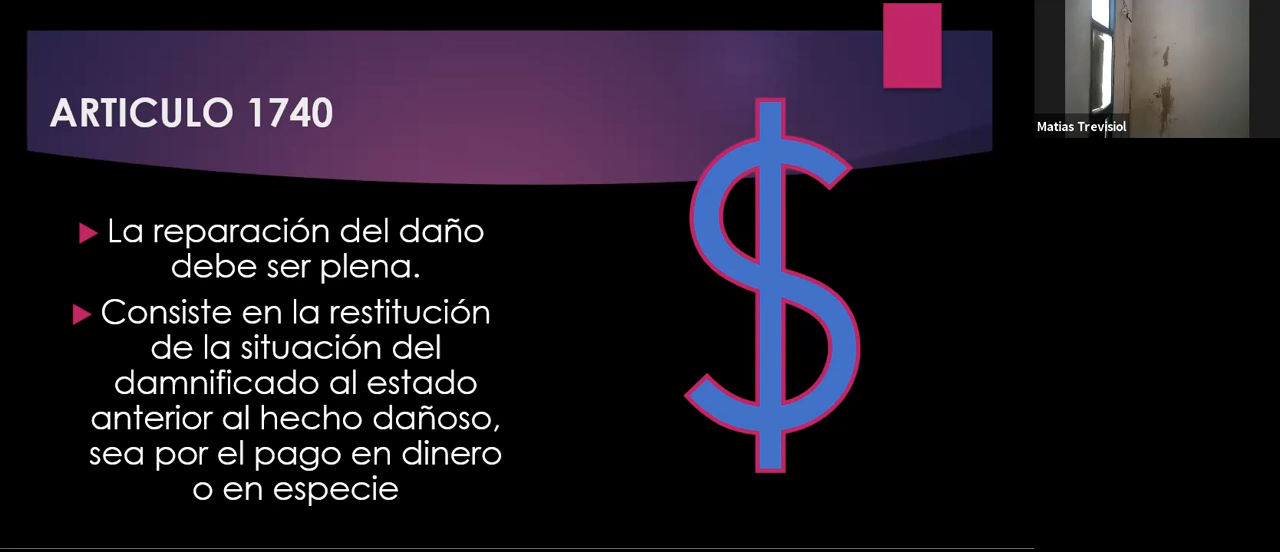 ARTICULO 1740
La reparación del daño
debe ser plena.
Consiste en la restitución
de la situación del
damnificado al estado
anterior al hecho dañoso,
sea por el pago en dinero
o en especie
$
Matias Trevisiol